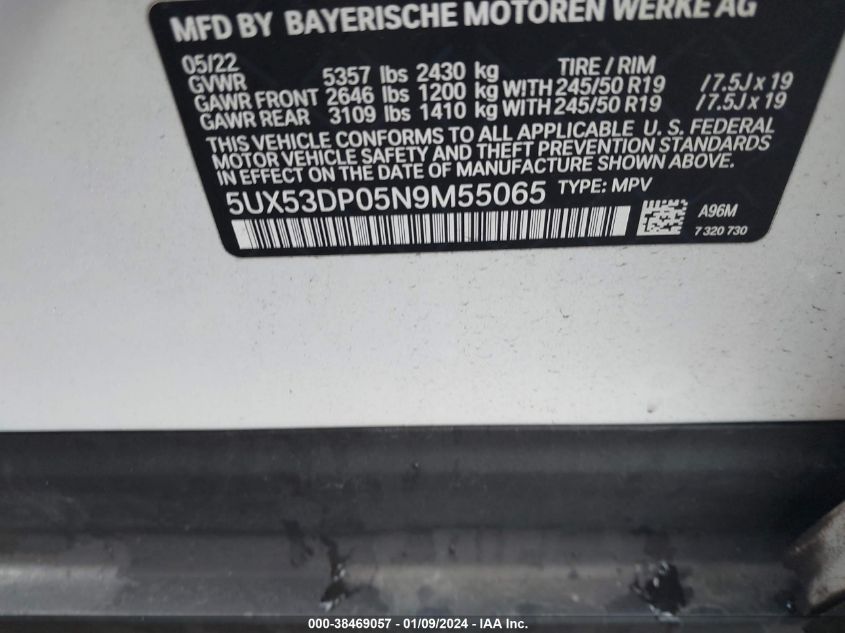 MFD BY BAYERISCHE MOTOREN WERKE AG
05/22
GVWR 5357 lbs 2430 kg TIRE / RIM
GAWR FRONT 2646 lbs 1200 kg WITH 245/50 R19 /7.5J x 19
GAWR REAR 3109 lbs 1410 kg WITH 245/50 R19 /7.5J x 19
THIS VEHICLE CONFORMS TO ALL APPLICABLE U. S. FEDERAL
MOTOR VEHICLE SAFETY AND THEFT PREVENTION STANDARDS
IN EFFECT ON THE DATE OF MANUFACTURE SHOWN ABOVE.
5UX53DP05N9M55065 TYPE: MPV
A96M
7 320 730
000-38469057 - 01/09/2024 - IAA Inc.